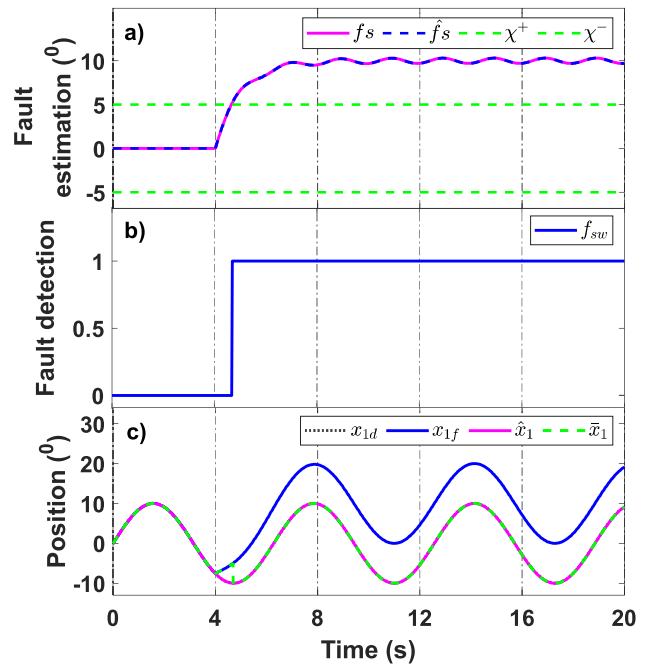 a)
fs f̂s χ⁺ χ⁻
Fault
estimation (⁰)
10
5
0
-5
b)
f_sw
Fault detection
1
0.5
0
c)
x_1d x_1f x̂_1 x̄_1
Position (⁰)
30
20
10
0
-10
0 4 8 12 16 20
Time (s)